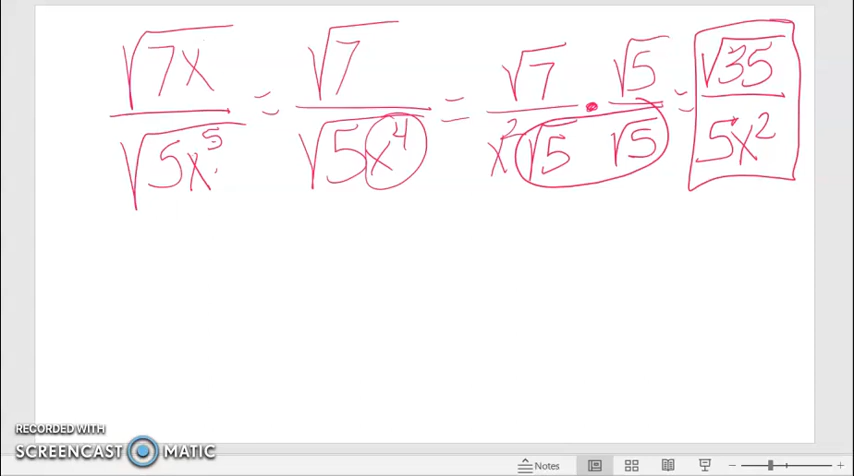 √(7x) / √(5x⁵) = √7 / √(5x⁴) = √7 / (x²√5) · √5 / √5 = √35 / (5x²)
RECORDED WITH
SCREENCAST MATIC
Notes